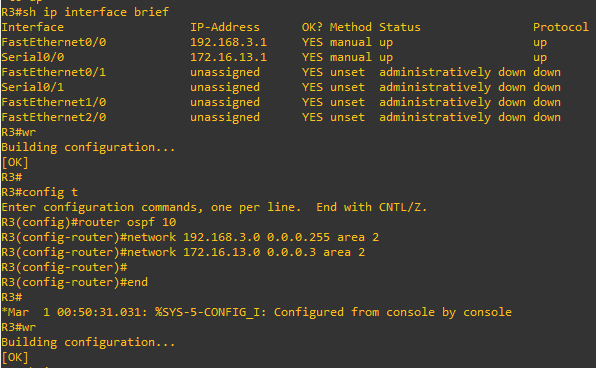 R3#sh ip interface brief
Interface                  IP-Address      OK? Method Status                Protocol
FastEthernet0/0            192.168.3.1     YES manual up                    up
Serial0/0                  172.16.13.1     YES manual up                    up
FastEthernet0/1            unassigned      YES unset  administratively down down
Serial0/1                  unassigned      YES unset  administratively down down
FastEthernet1/0            unassigned      YES unset  administratively down down
FastEthernet2/0            unassigned      YES unset  administratively down down
R3#wr
Building configuration...
[OK]
R3#
R3#config t
Enter configuration commands, one per line.  End with CNTL/Z.
R3(config)#router ospf 10
R3(config-router)#network 192.168.3.0 0.0.0.255 area 2
R3(config-router)#network 172.16.13.0 0.0.0.3 area 2
R3(config-router)#
R3(config-router)#end
R3#
*Mar  1 00:50:31.031: %SYS-5-CONFIG_I: Configured from console by console
R3#wr
Building configuration...
[OK]